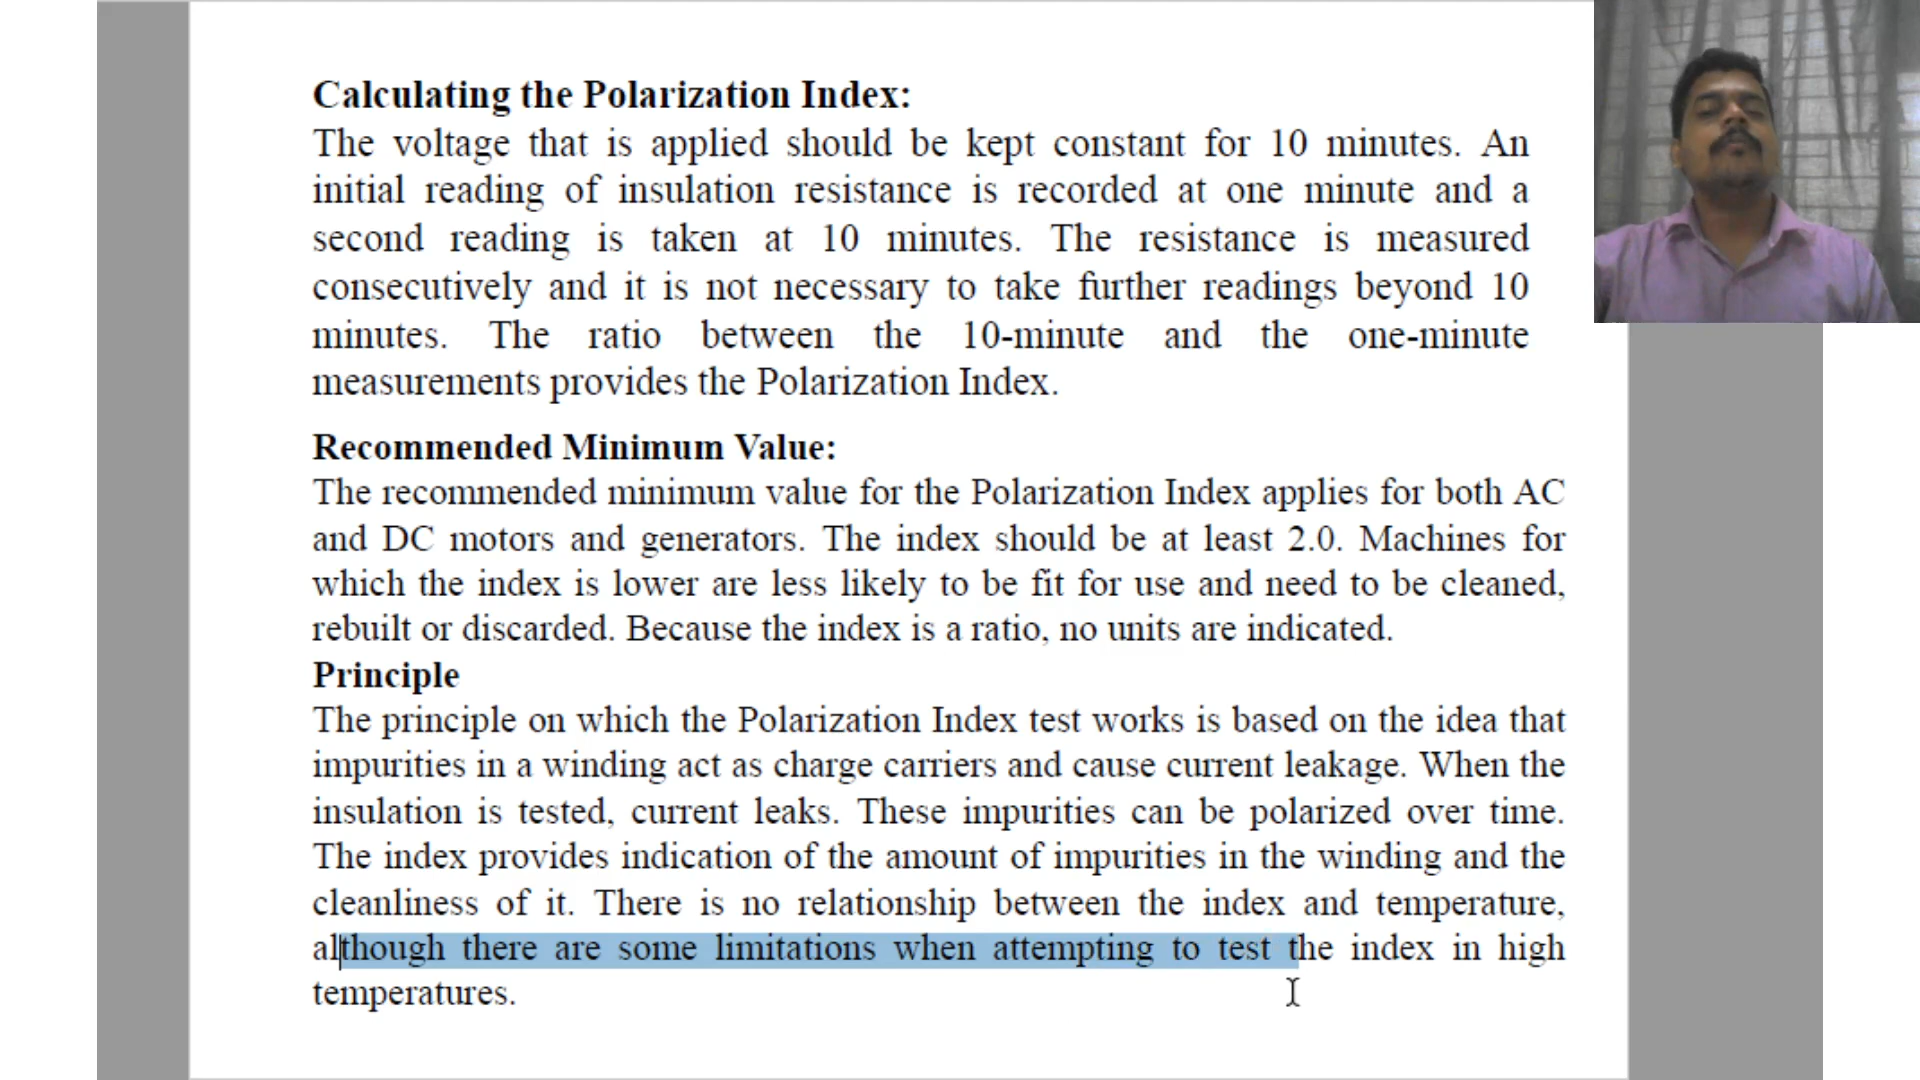 Calculating the Polarization Index:
The voltage that is applied should be kept constant for 10 minutes. An
initial reading of insulation resistance is recorded at one minute and a
second reading is taken at 10 minutes. The resistance is measured
consecutively and it is not necessary to take further readings beyond 10
minutes. The ratio between the 10-minute and the one-minute
measurements provides the Polarization Index.
Recommended Minimum Value:
The recommended minimum value for the Polarization Index applies for both AC
and DC motors and generators. The index should be at least 2.0. Machines for
which the index is lower are less likely to be fit for use and need to be cleaned,
rebuilt or discarded. Because the index is a ratio, no units are indicated.
Principle
The principle on which the Polarization Index test works is based on the idea that
impurities in a winding act as charge carriers and cause current leakage. When the
insulation is tested, current leaks. These impurities can be polarized over time.
The index provides indication of the amount of impurities in the winding and the
cleanliness of it. There is no relationship between the index and temperature,
although there are some limitations when attempting to test the index in high
temperatures.